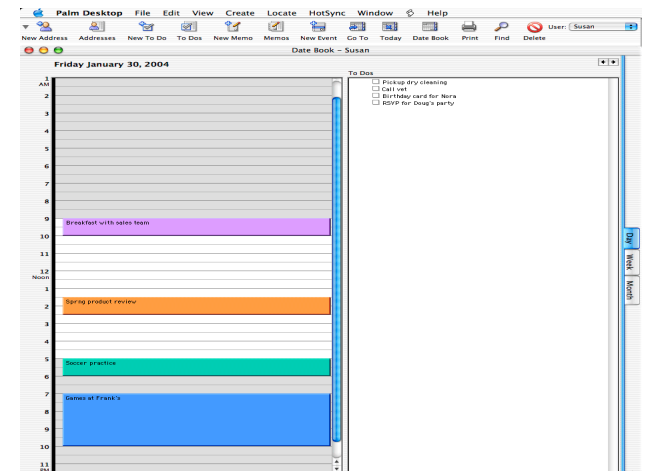 Palm Desktop File Edit View Create Locate HotSync Window Help
New Address Addresses New To Do To Dos New Memo Memos New Event Go To Today Date Book Print Find Delete User: Susan
Date Book – Susan
Friday January 30, 2004
To Dos
Pickup dry cleaning
Call vet
Birthday card for Nora
RSVP for Doug's party
1
AM
2
3
4
5
6
7
8
9
Breakfast with sales team
10
11
12
Noon
1
Sprng product review
2
3
4
5
Soccer practice
6
7
Games at Frank's
8
9
10
11
PM
Day
Week
Month